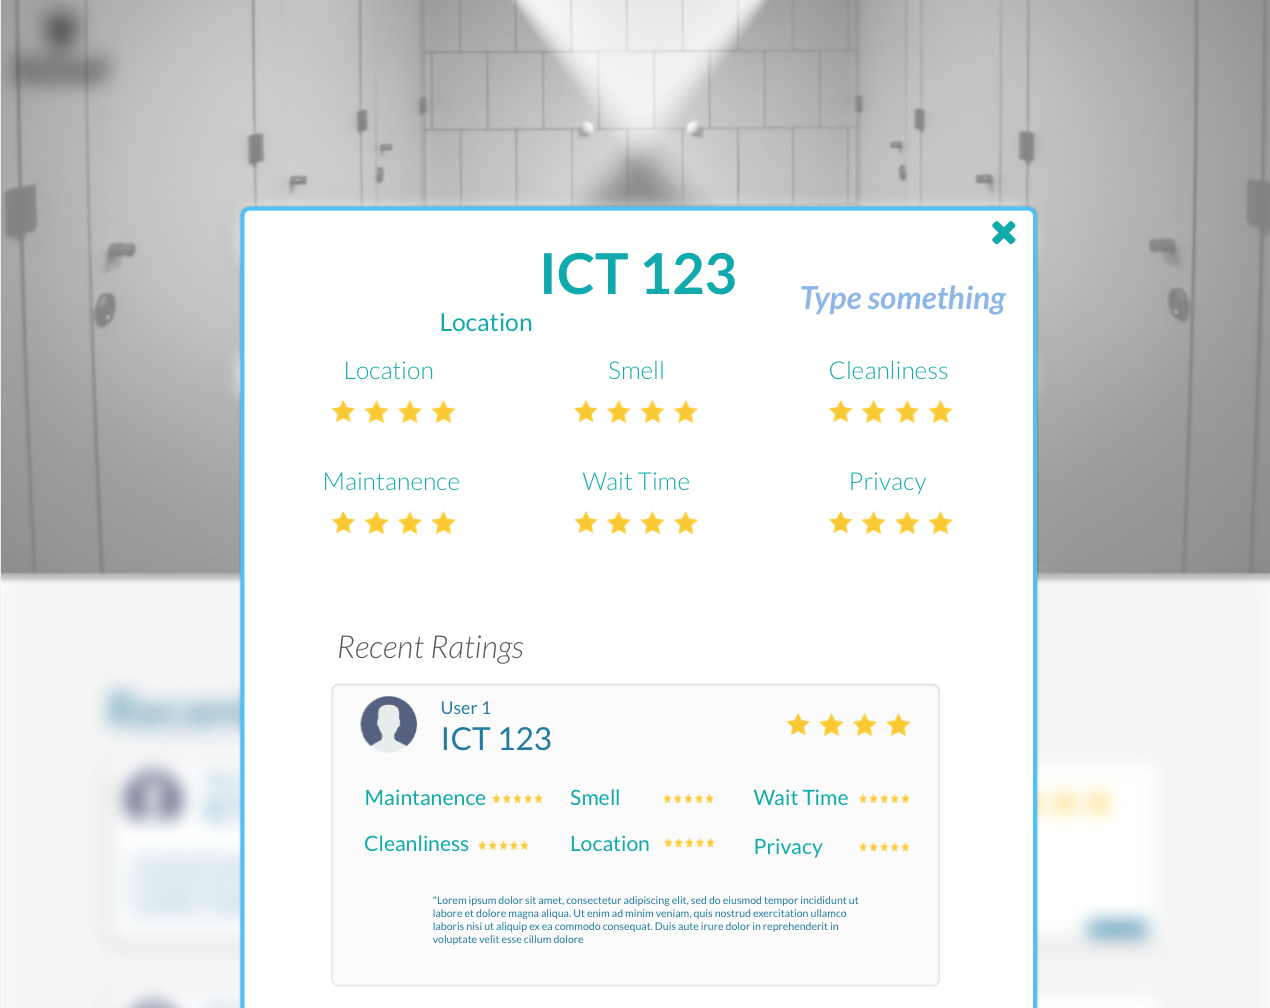 ICT 123
Type something
Location
Location
Smell
Cleanliness
Maintanence
Wait Time
Privacy
Recent Ratings
User 1
ICT 123
Maintanence
Smell
Wait Time
Cleanliness
Location
Privacy
"Lorem ipsum dolor sit amet, consectetur adipiscing elit, sed do eiusmod tempor incididunt ut
labore et dolore magna aliqua. Ut enim ad minim veniam, quis nostrud exercitation ullamco
laboris nisi ut aliquip ex ea commodo consequat. Duis aute irure dolor in reprehenderit in
voluptate velit esse cillum dolore